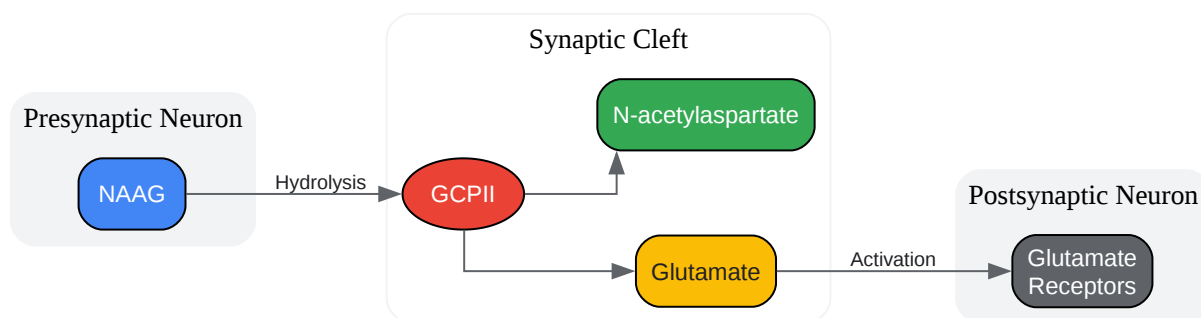 Synaptic Cleft
Presynaptic Neuron
N-acetylaspartate
NAAG
Hydrolysis
GCPII
Postsynaptic Neuron
Glutamate
Activation
Glutamate
Receptors